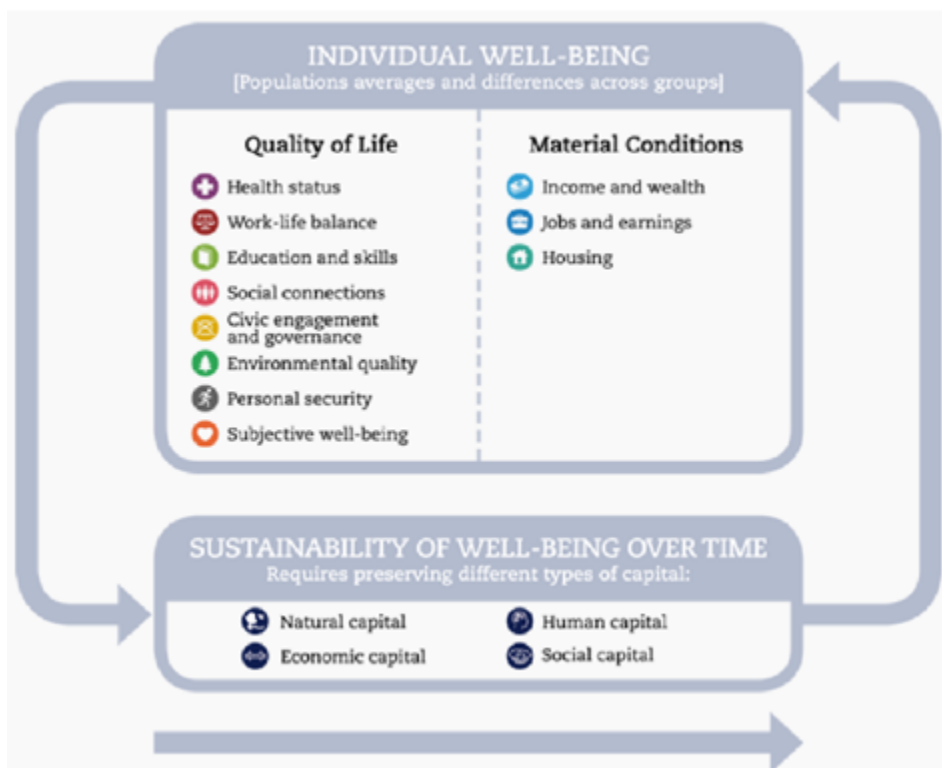 INDIVIDUAL WELL-BEING
[Populations averages and differences across groups]
Quality of Life
Health status
Work-life balance
Education and skills
Social connections
Civic engagement
and governance
Environmental quality
Personal security
Subjective well-being
Material Conditions
Income and wealth
Jobs and earnings
Housing
SUSTAINABILITY OF WELL-BEING OVER TIME
Requires preserving different types of capital:
Natural capital
Economic capital
Human capital
Social capital